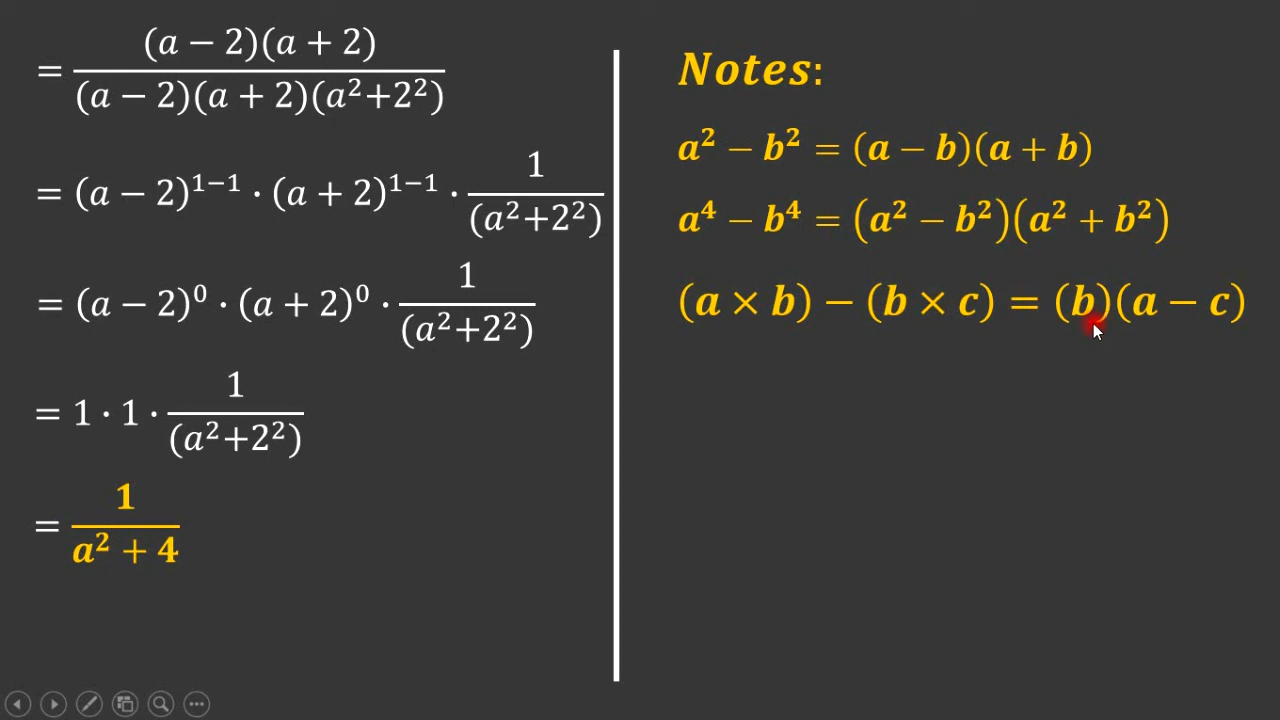 = (a − 2)(a + 2) / (a − 2)(a + 2)(a²+2²)
= (a − 2)¹⁻¹ · (a + 2)¹⁻¹ · 1 / (a²+2²)
= (a − 2)⁰ · (a + 2)⁰ · 1 / (a²+2²)
= 1 · 1 · 1 / (a²+2²)
= 1 / a² + 4
Notes:
a² − b² = (a − b)(a + b)
a⁴ − b⁴ = (a² − b²)(a² + b²)
(a × b) − (b × c) = (b)(a − c)